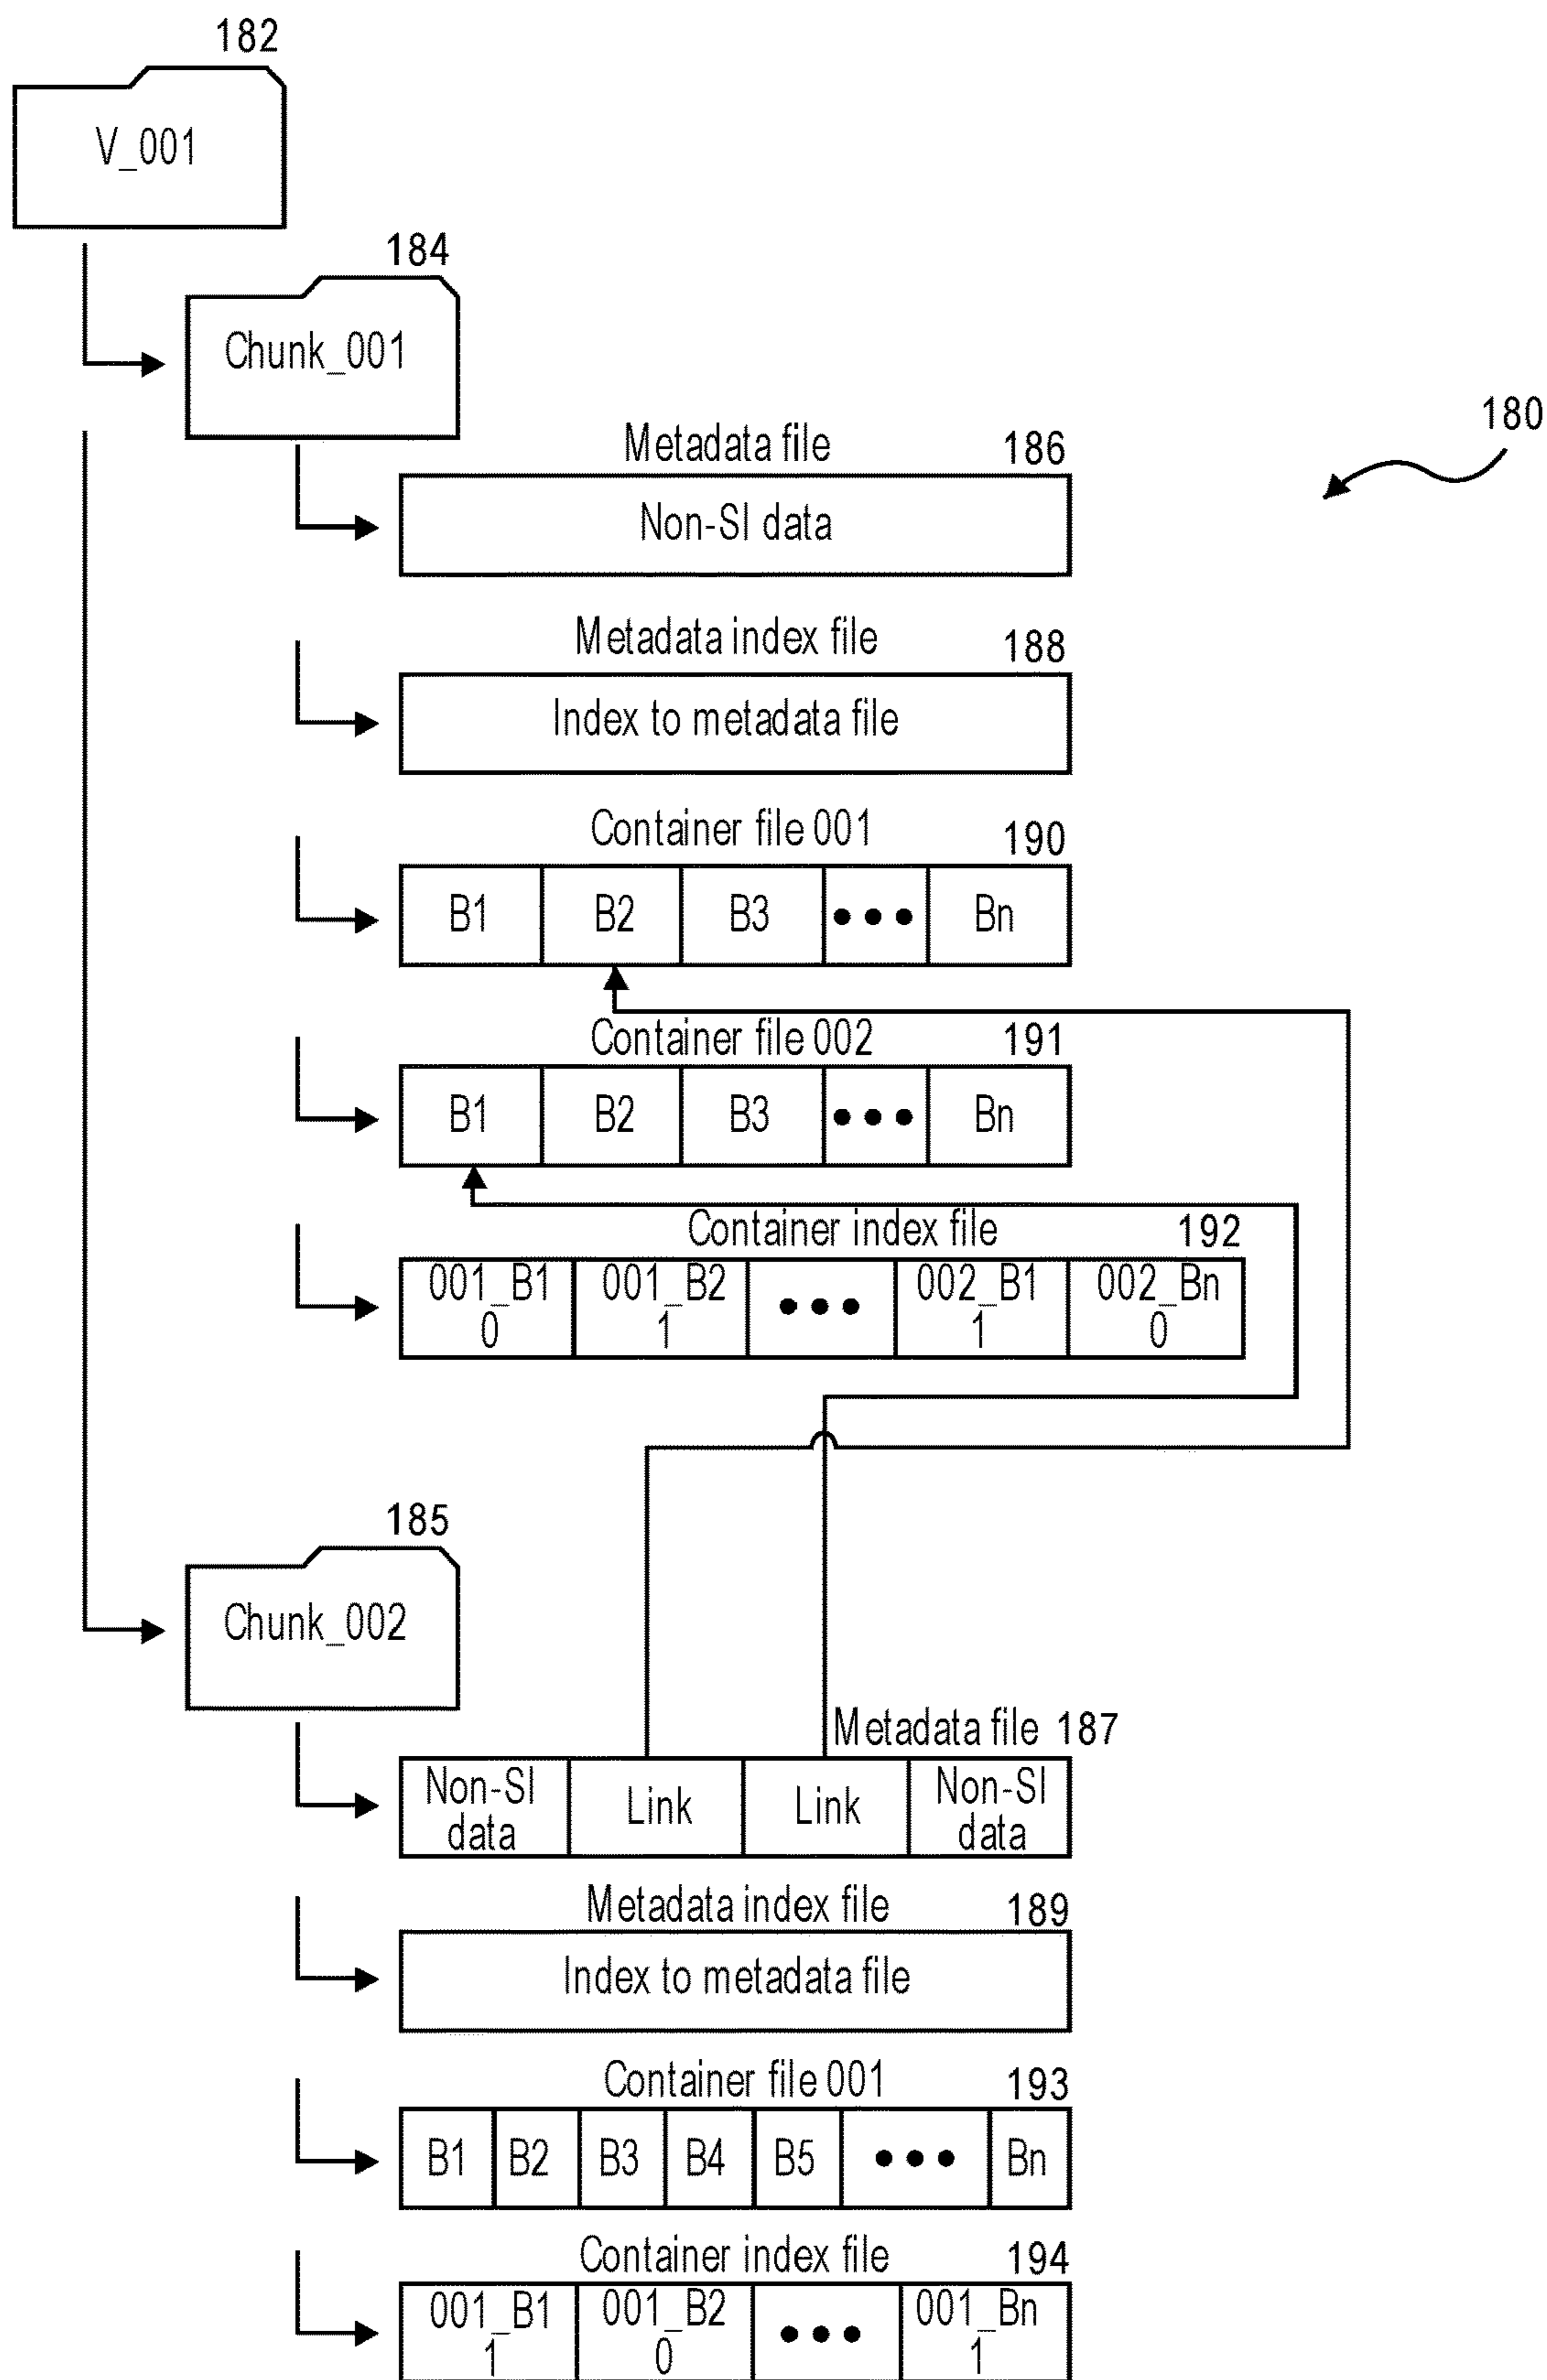 182
V_001
184
Chunk_001
180
Metadata file 186
Non-SI data
Metadata index file 188
Index to metadata file
Container file 001 190
B1 B2 B3 ●●● Bn
Container file 002 191
B1 B2 B3 ●●● Bn
Container index file 192
001_B1 001_B2 ●●● 002_B1 002_Bn
0 1 1 0
185
Chunk_002
Metadata file 187
Non-SI Link Link Non-SI
data data
Metadata index file 189
Index to metadata file
Container file 001 193
B1 B2 B3 B4 B5 ●●● Bn
Container index file 194
001_B1 001_B2 ●●● 001_Bn
1 0 1